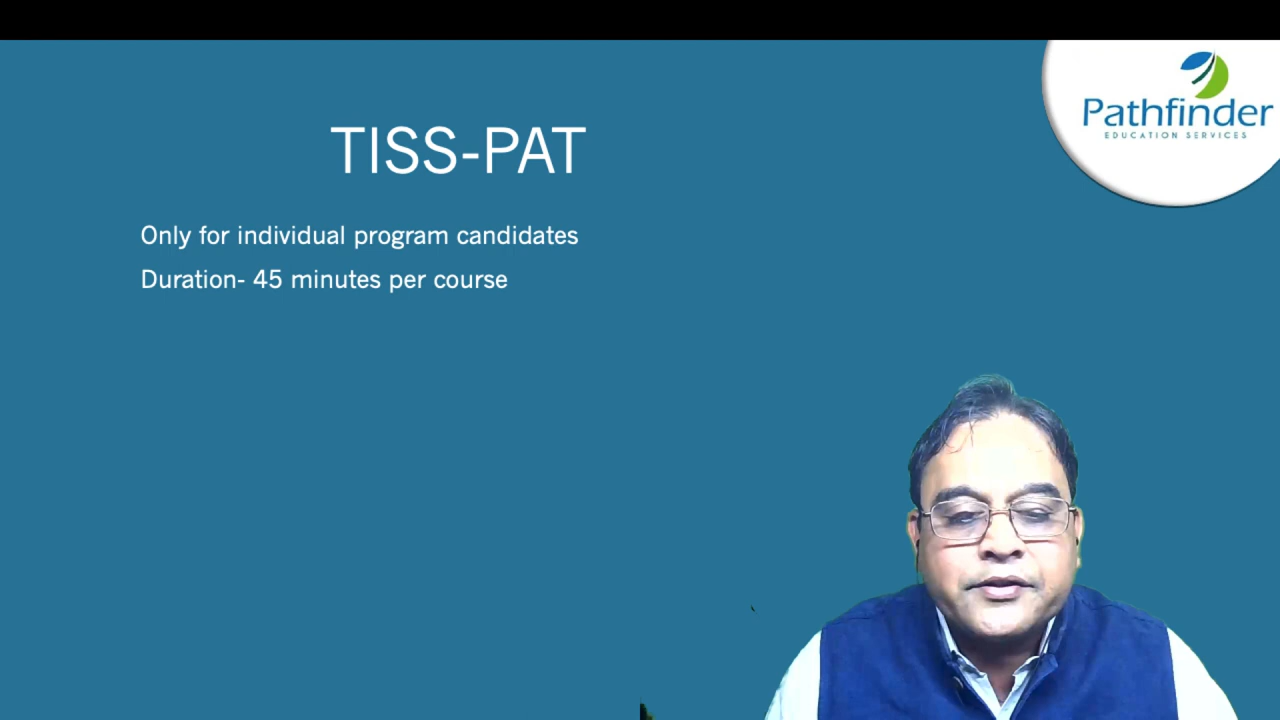 Pathfinder
EDUCATION SERVICES
TISS-PAT
Only for individual program candidates
Duration- 45 minutes per course